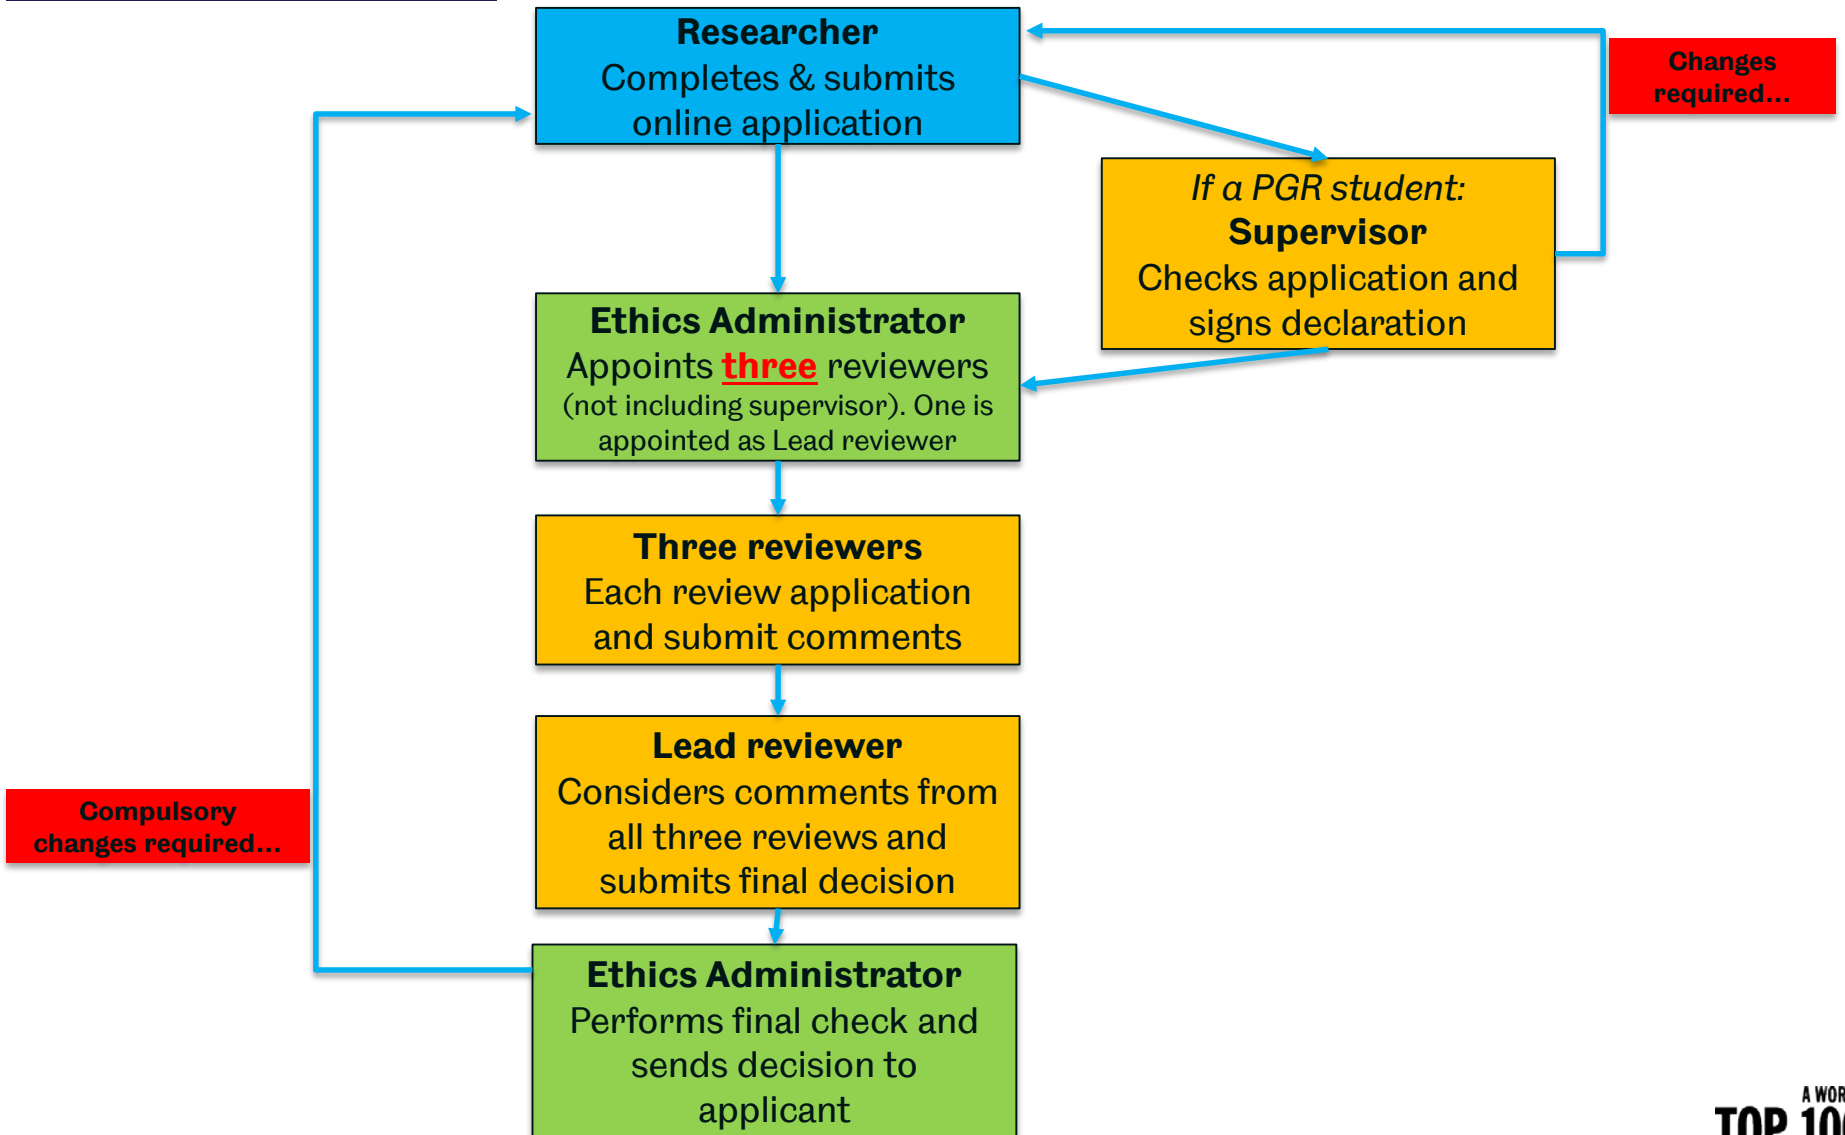 Researcher
Completes & submits
online application
Changes
required...
If a PGR student:
Supervisor
Checks application and
signs declaration
Ethics Administrator
Appoints three reviewers
(not including supervisor). One is
appointed as Lead reviewer
Three reviewers
Each review application
and submit comments
Lead reviewer
Considers comments from
all three reviews and
submits final decision
Compulsory
changes required...
Ethics Administrator
Performs final check and
sends decision to
applicant
A
TOP